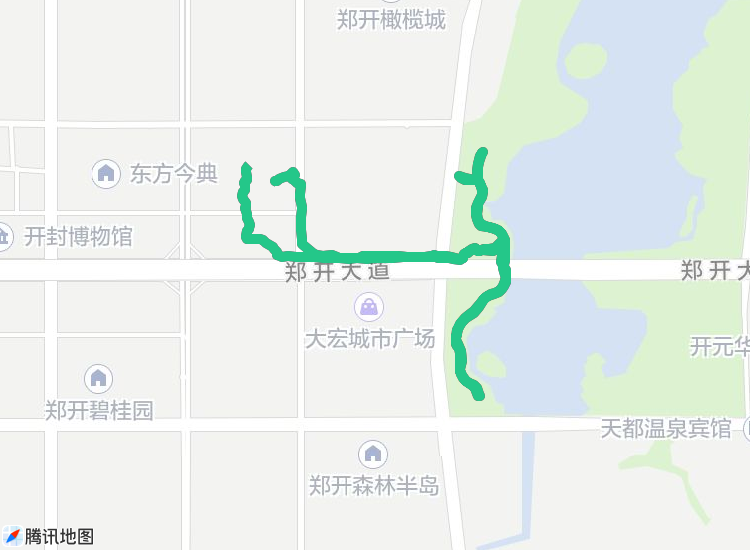 郑开橄榄城
东方今典
开封博物馆
郑开大道
郑开大
大宏城市广场
开元华
郑开碧桂园
天都温泉宾馆
郑开森林半岛
腾讯地图